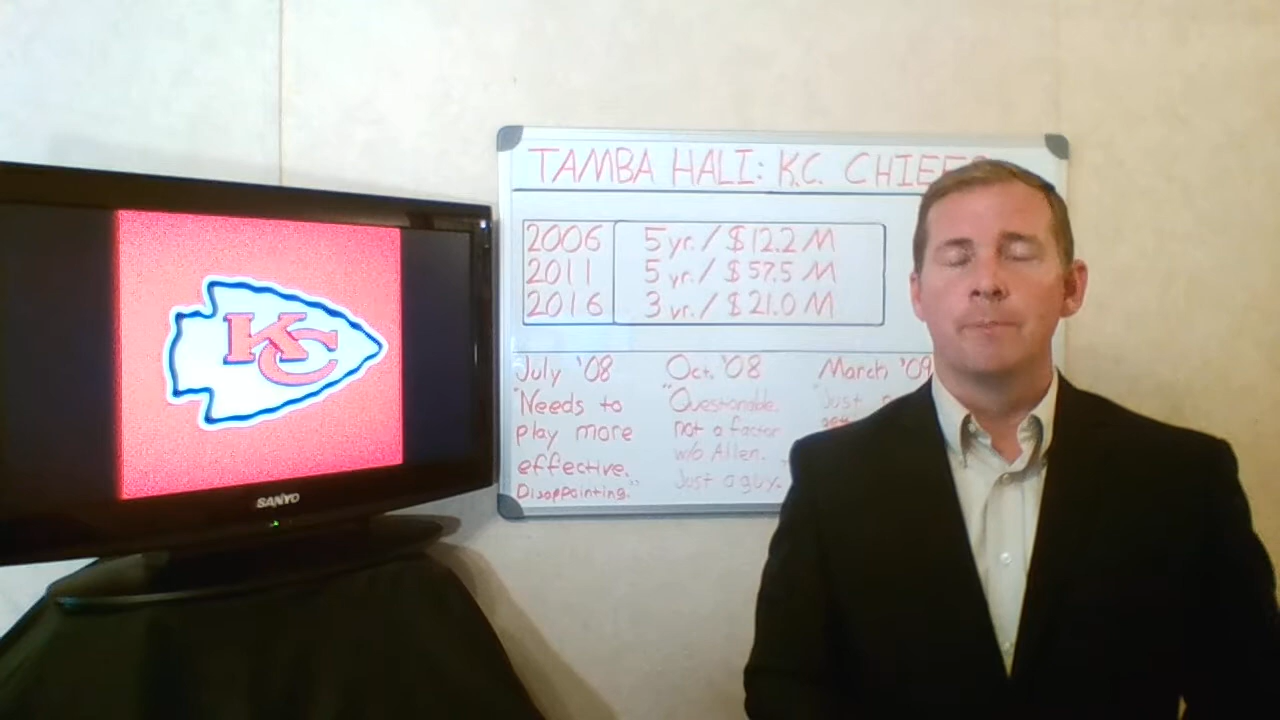 TAMBA HALI: K.C. CHIEFS
2006 5 yr. / $12.2 M
2011 5 yr. / $57.5 M
2016 3 yr. / $21.0 M
July '08
"Needs to
play more
effective.
Disappointing."
Oct. '08
"Questionable.
not a factor
w/o Allen.
Just a guy.
March '09
"Just
KC
SANYO